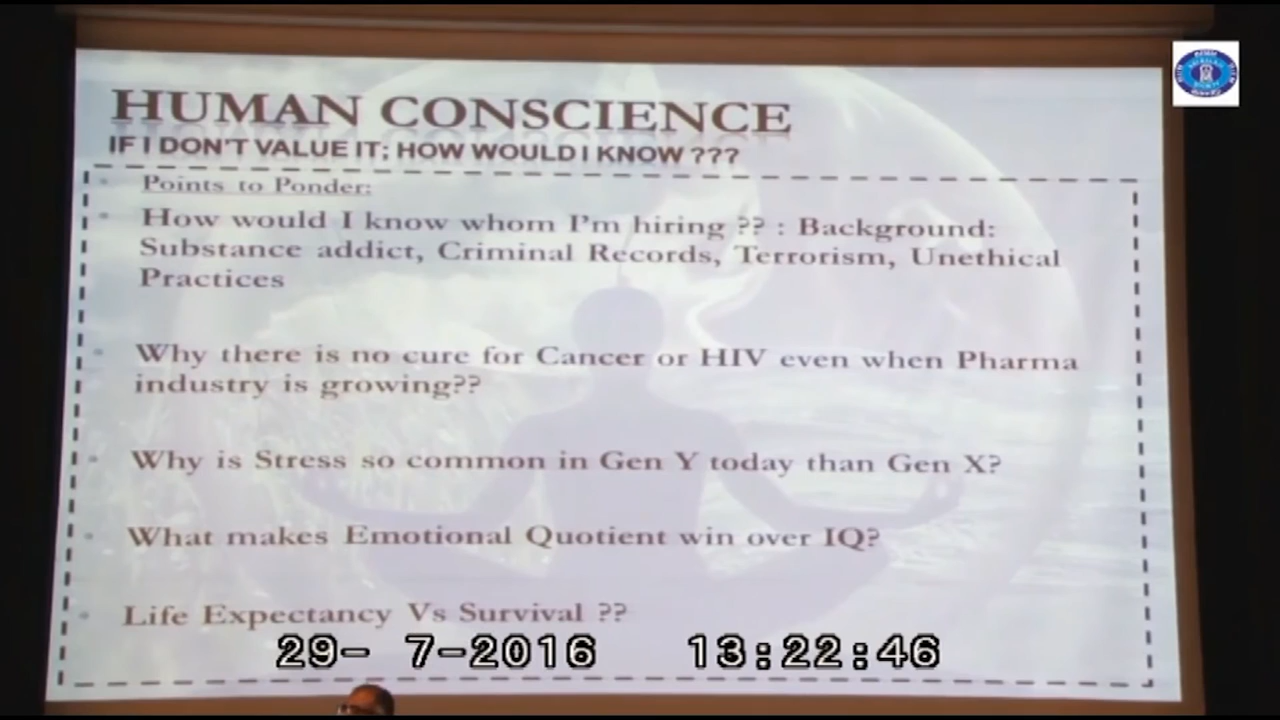 HUMAN CONSCIENCE
IF I DON'T VALUE IT; HOW WOULD I KNOW ???
Points to Ponder:
How would I know whom I'm hiring ?? : Background:
Substance addict, Criminal Records, Terrorism, Unethical
Practices
Why there is no cure for Cancer or HIV even when Pharma
industry is growing??
Why is Stress so common in Gen Y today than Gen X?
What makes Emotional Quotient win over IQ?
Life Expectancy Vs Survival ??
29- 7-2016 13:22:46